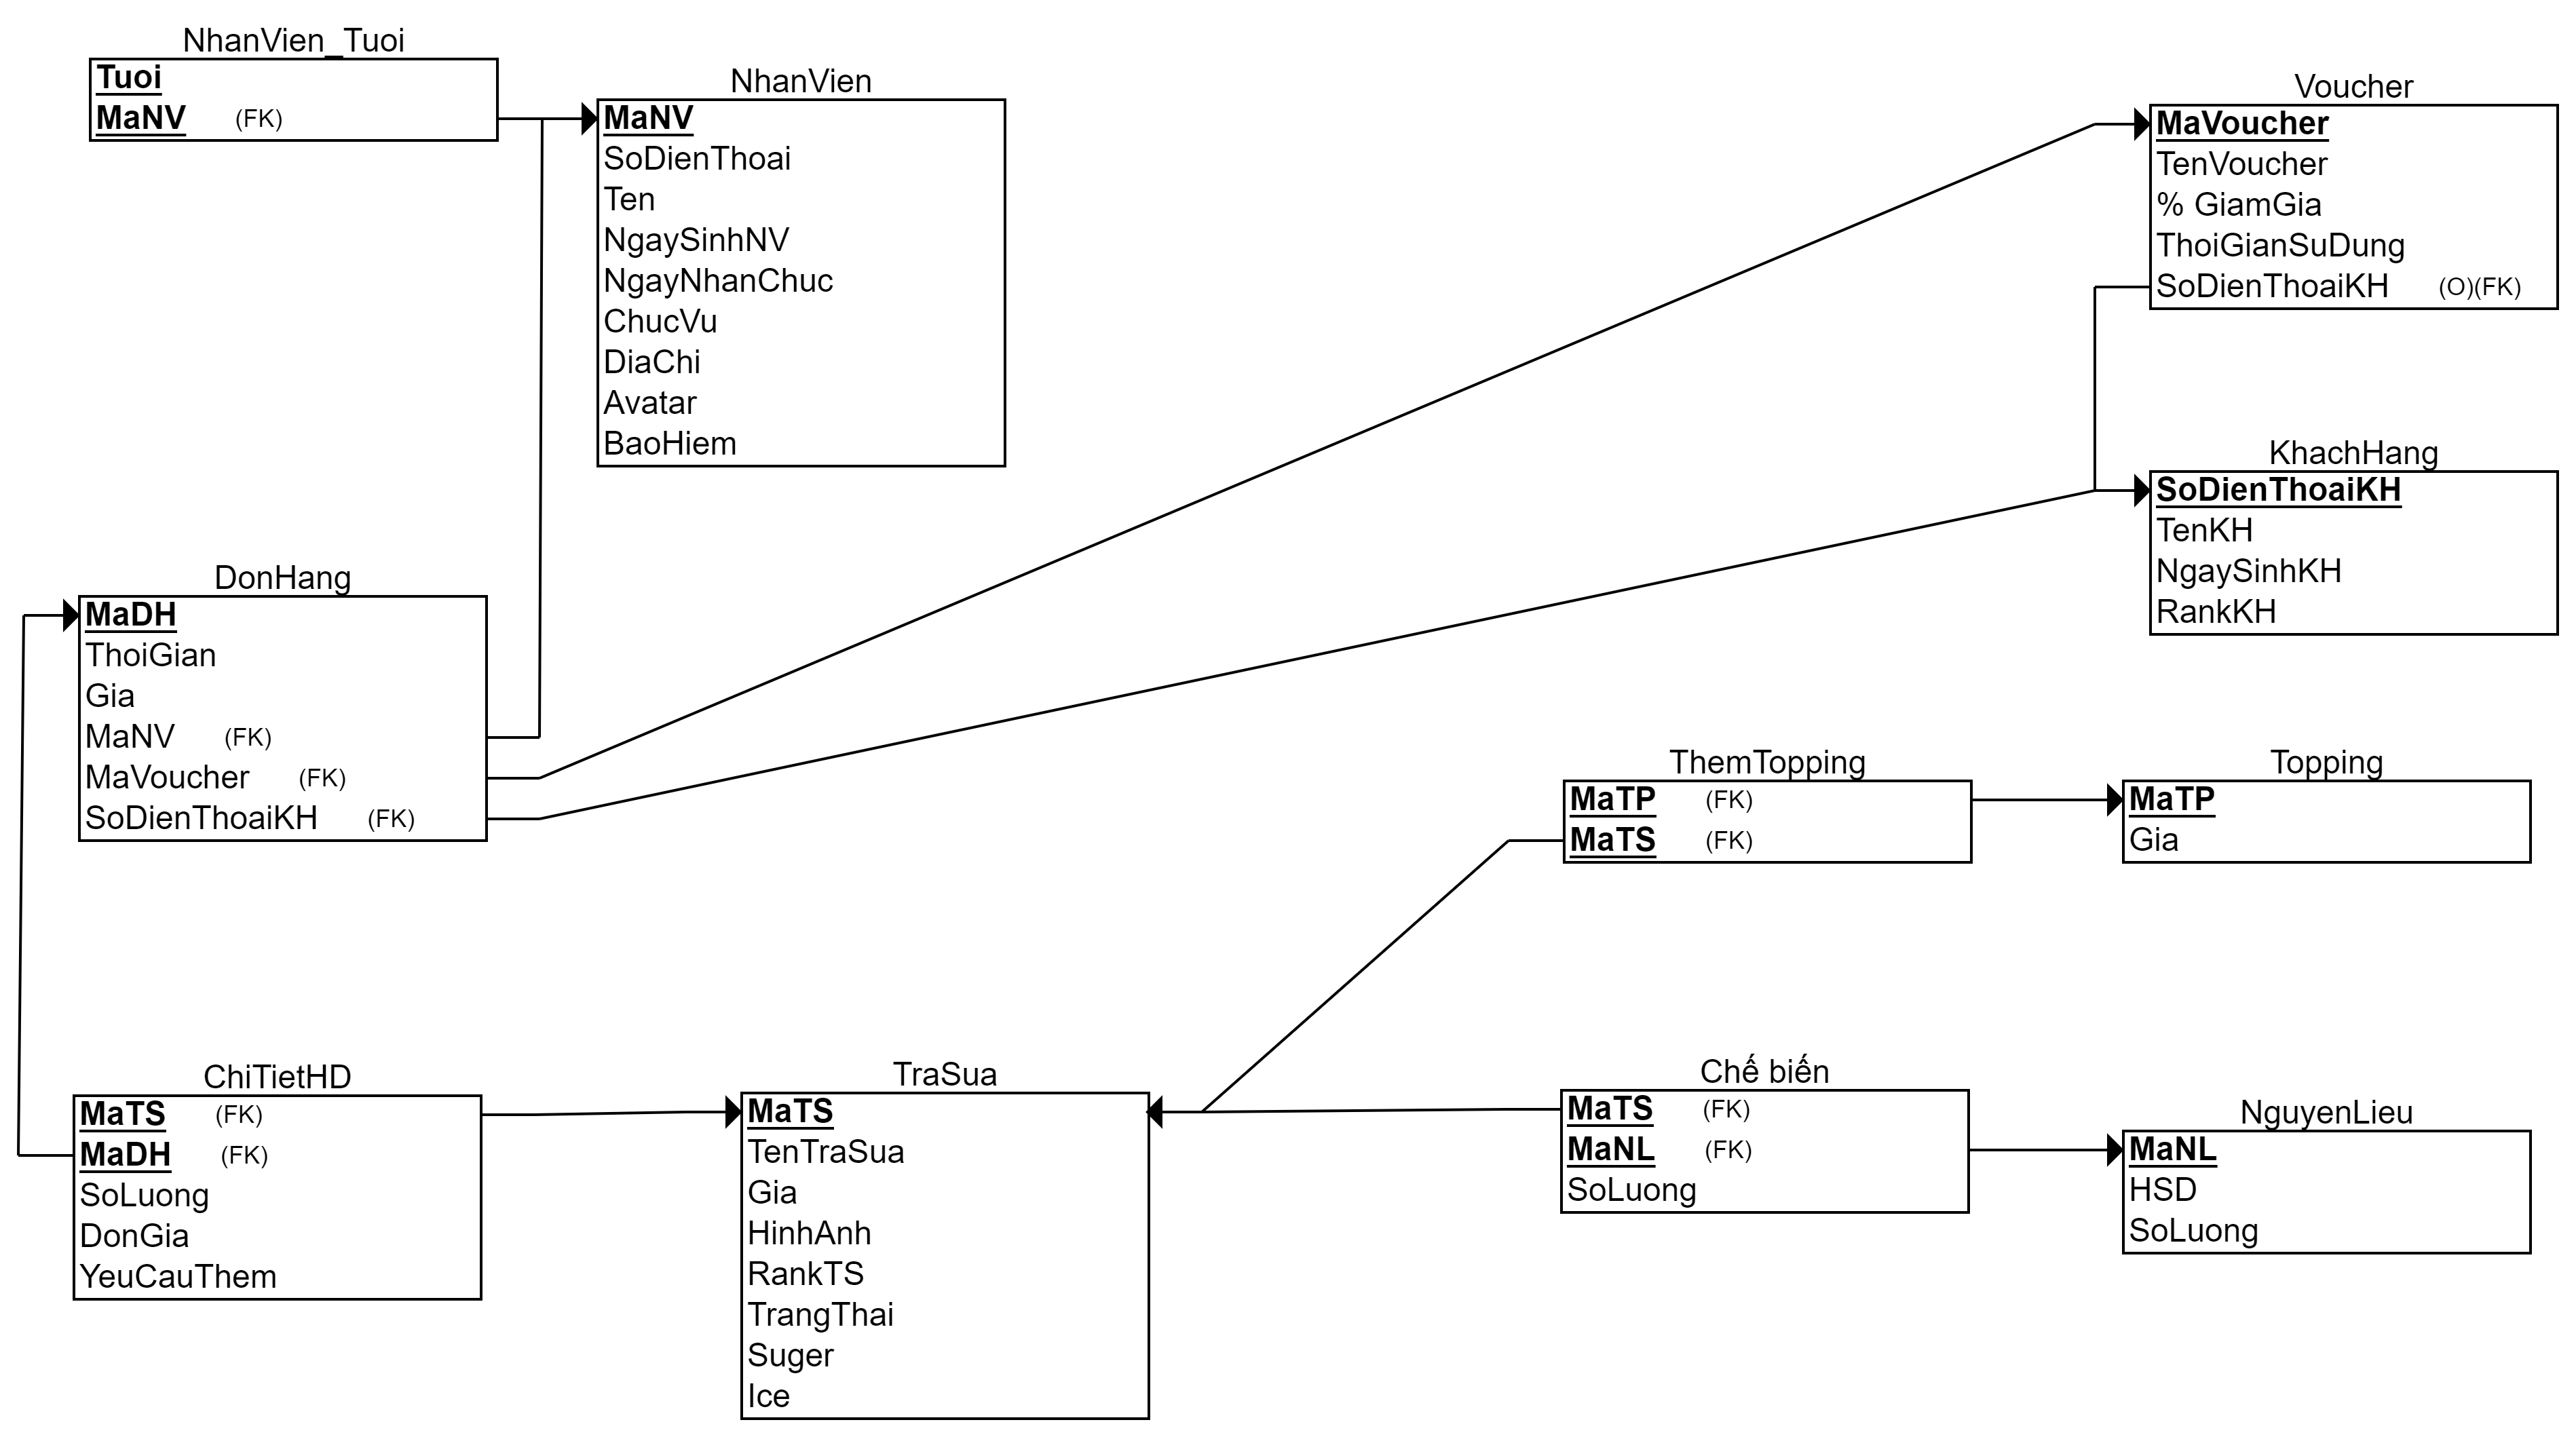 NhanVien_Tuoi
Tuoi
MaNV (FK)
NhanVien
MaNV
SoDienThoai
Ten
NgaySinhNV
NgayNhanChuc
ChucVu
DiaChi
Avatar
BaoHiem
Voucher
MaVoucher
TenVoucher
% GiamGia
ThoiGianSuDung
SoDienThoaiKH (O)(FK)
KhachHang
SoDienThoaiKH
TenKH
NgaySinhKH
RankKH
DonHang
MaDH
ThoiGian
Gia
MaNV (FK)
MaVoucher (FK)
SoDienThoaiKH (FK)
ThemTopping
MaTP (FK)
MaTS (FK)
Topping
MaTP
Gia
ChiTietHD
MaTS (FK)
MaDH (FK)
SoLuong
DonGia
YeuCauThem
TraSua
MaTS
TenTraSua
Gia
HinhAnh
RankTS
TrangThai
Suger
Ice
Chế biến
MaTS (FK)
MaNL (FK)
SoLuong
NguyenLieu
MaNL
HSD
SoLuong